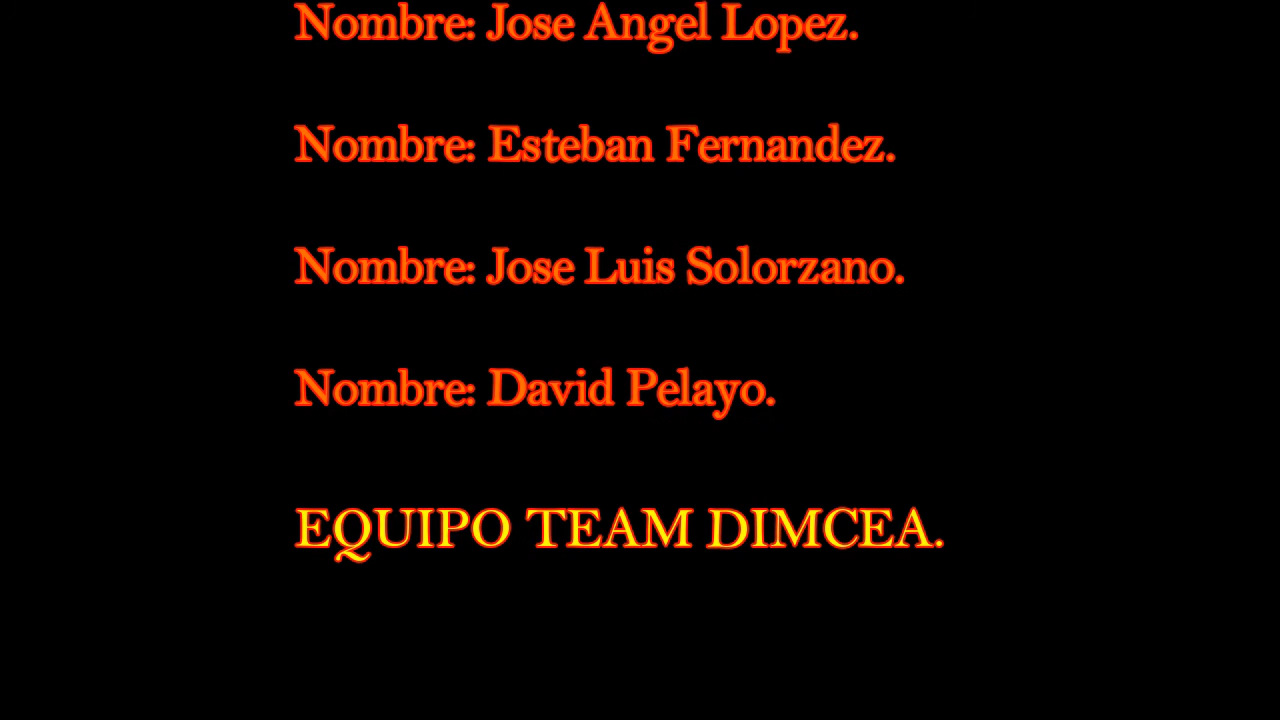 Nombre: Jose Angel Lopez.
Nombre: Esteban Fernandez.
Nombre: Jose Luis Solorzano.
Nombre: David Pelayo.
EQUIPO TEAM DIMCEA.